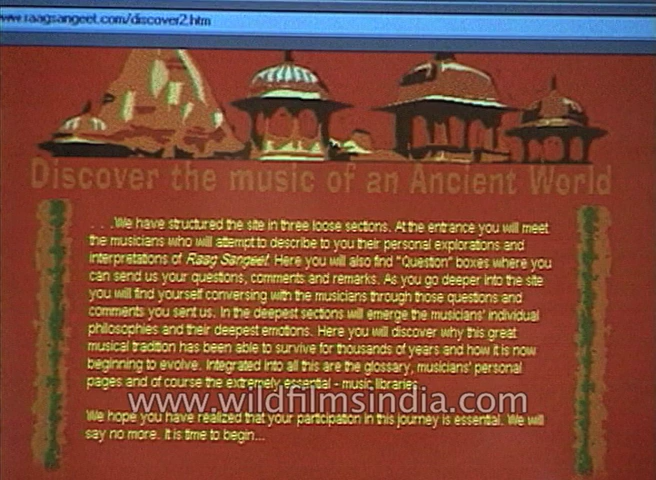 www.raagsangeet.com/discover2.htm
Discover the music of an Ancient World
. . .We have structured the site in three loose sections. At the entrance you will meet
the musicians who will attempt to describe to you their personal explorations and
interpretations of Raag Sangeet. Here you will also find "Question" boxes where you
can send us your questions, comments and remarks. As you go deeper into the site
you will find yourself conversing with the musicians through those questions and
comments you sent us. In the deepest sections will emerge the musicians' individual
philosophies and their deepest emotions. Here you will discover why this great
musical tradition has been able to survive for thousands of years and how it is now
beginning to evolve. Integrated into all this are the glossary, musicians' personal
pages and of course the extremely essential - music libraries.
www.wildfilmsindia.com
We hope you have realized that your participation in this journey is essential. We will
say no more. It is time to begin...